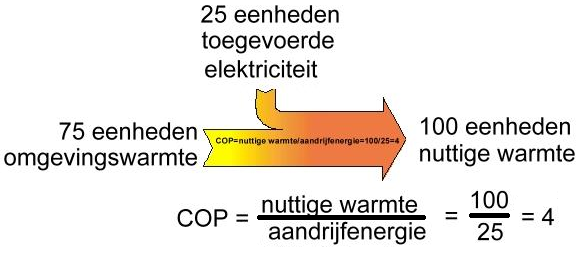 25 eenheden
toegevoerde
elektriciteit
75 eenheden
omgevingswarmte
COP=nuttige warmte/aandrijfenergie=100/25=4
100 eenheden
nuttige warmte
COP = nuttige warmte / aandrijfenergie = 100 / 25 = 4